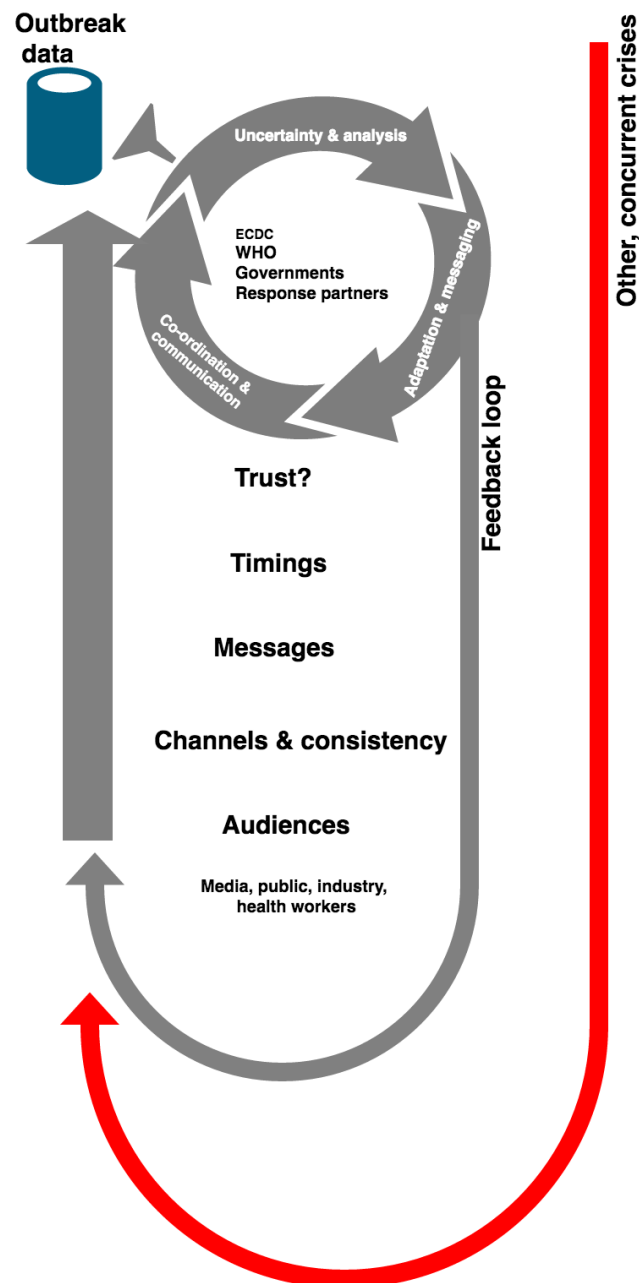 Outbreak
data
Other, concurrent crises
Uncertainty & analysis
ECDC
WHO
Governments
Response partners
Adaptation & messaging
Co-ordination &
communication
Feedback loop
Trust?
Timings
Messages
Channels & consistency
Audiences
Media, public, industry,
health workers